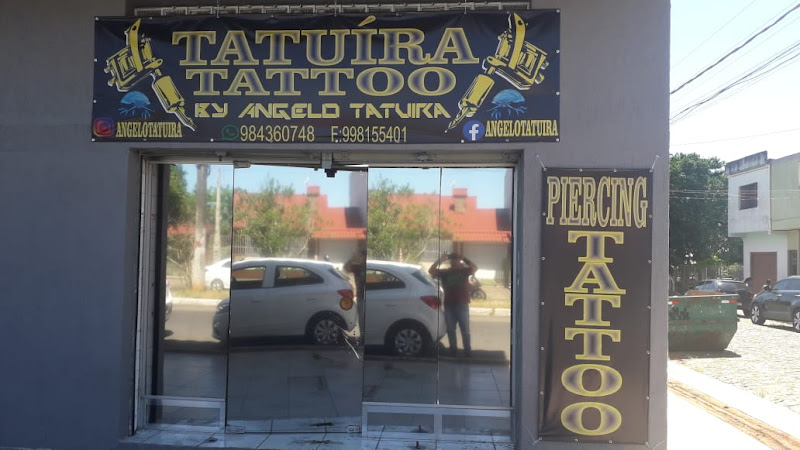 TATUÍRA
TATTOO
BY ANGELO TATUIRA
ANGELOTATUIRA
984360748 F:998155401
ANGELOTATUIRA
PIERCING
TATTOO